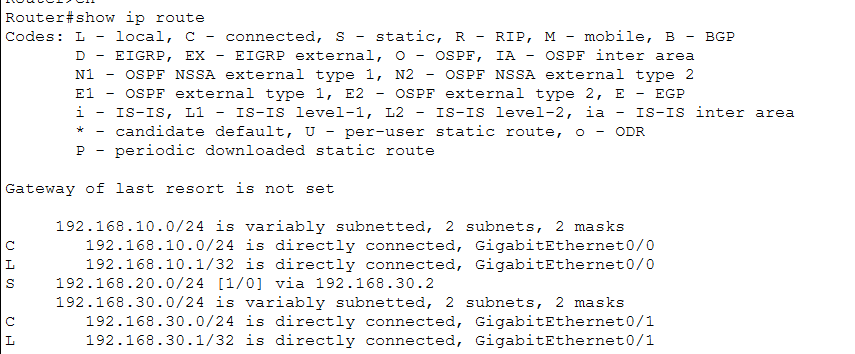 Router#show ip route
Codes: L - local, C - connected, S - static, R - RIP, M - mobile, B - BGP
       D - EIGRP, EX - EIGRP external, O - OSPF, IA - OSPF inter area
       N1 - OSPF NSSA external type 1, N2 - OSPF NSSA external type 2
       E1 - OSPF external type 1, E2 - OSPF external type 2, E - EGP
       i - IS-IS, L1 - IS-IS level-1, L2 - IS-IS level-2, ia - IS-IS inter area
       * - candidate default, U - per-user static route, o - ODR
       P - periodic downloaded static route

Gateway of last resort is not set

     192.168.10.0/24 is variably subnetted, 2 subnets, 2 masks
C       192.168.10.0/24 is directly connected, GigabitEthernet0/0
L       192.168.10.1/32 is directly connected, GigabitEthernet0/0
S    192.168.20.0/24 [1/0] via 192.168.30.2
     192.168.30.0/24 is variably subnetted, 2 subnets, 2 masks
C       192.168.30.0/24 is directly connected, GigabitEthernet0/1
L       192.168.30.1/32 is directly connected, GigabitEthernet0/1